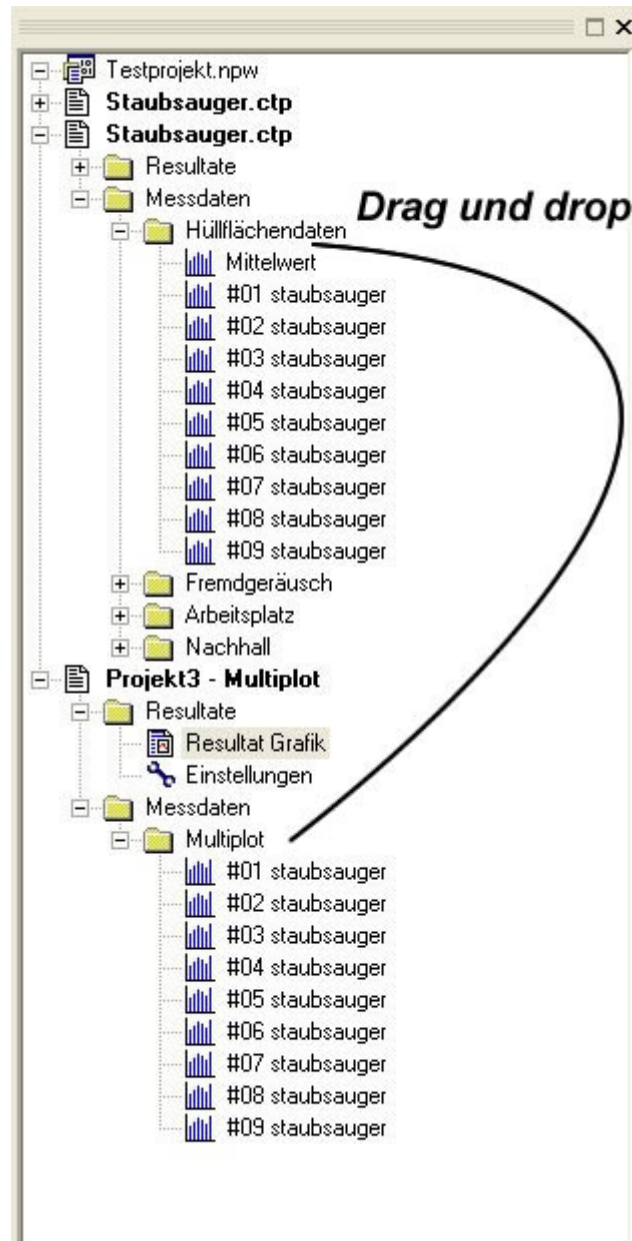 Testprojekt.npw
Staubsauger.ctp
Staubsauger.ctp
Resultate
Messdaten
Drag und drop
Hüllflächendaten
Mittelwert
#01 staubsauger
#02 staubsauger
#03 staubsauger
#04 staubsauger
#05 staubsauger
#06 staubsauger
#07 staubsauger
#08 staubsauger
#09 staubsauger
Fremdgeräusch
Arbeitsplatz
Nachhall
Projekt3 - Multiplot
Resultate
Resultat Grafik
Einstellungen
Messdaten
Multiplot
#01 staubsauger
#02 staubsauger
#03 staubsauger
#04 staubsauger
#05 staubsauger
#06 staubsauger
#07 staubsauger
#08 staubsauger
#09 staubsauger